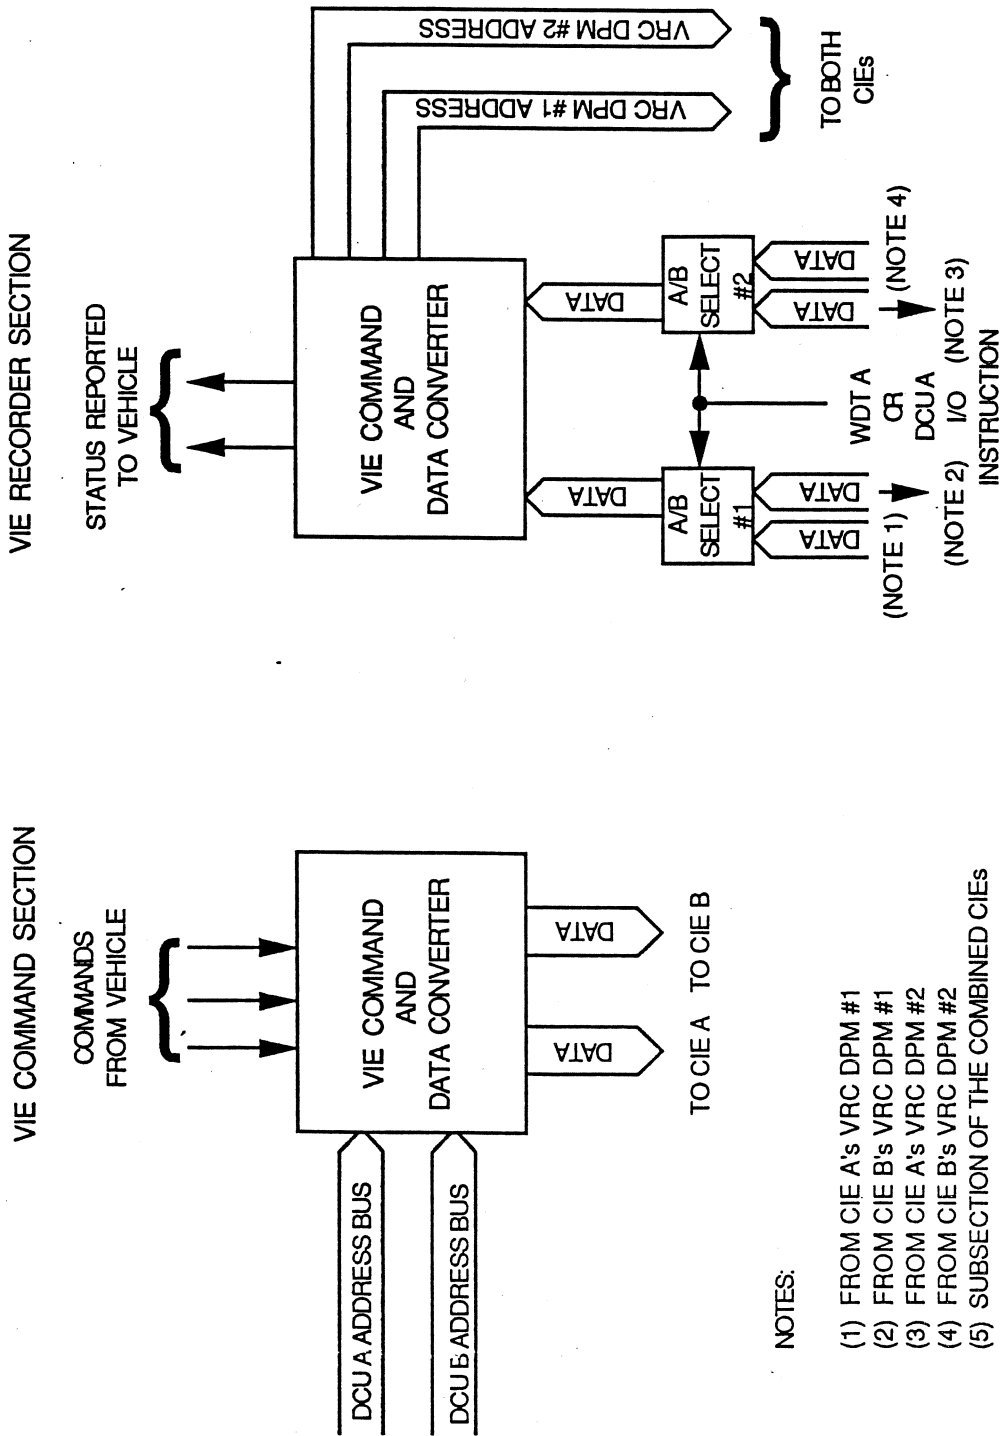 VIE COMMAND SECTION
COMMANDS
FROM VEHICLE
DCU A ADDRESS BUS
DCU B ADDRESS BUS
VIE COMMAND
AND
DATA CONVERTER
DATA
DATA
TO CIE A
TO CIE B
VIE RECORDER SECTION
STATUS REPORTED
TO VEHICLE
VIE COMMAND
AND
DATA CONVERTER
VRC DPM #2 ADDRESS
VRC DPM #1 ADDRESS
TO BOTH
CIEs
DATA
DATA
A/B
SELECT
#1
A/B
SELECT
#2
DATA
DATA
DATA
DATA
(NOTE 1)
(NOTE 2)
WDT A
OR
DCU A
I/O
INSTRUCTION
(NOTE 3)
(NOTE 4)
NOTES:
(1) FROM CIE A's VRC DPM #1
(2) FROM CIE B's VRC DPM #1
(3) FROM CIE A's VRC DPM #2
(4) FROM CIE B's VRC DPM #2
(5) SUBSECTION OF THE COMBINED CIEs